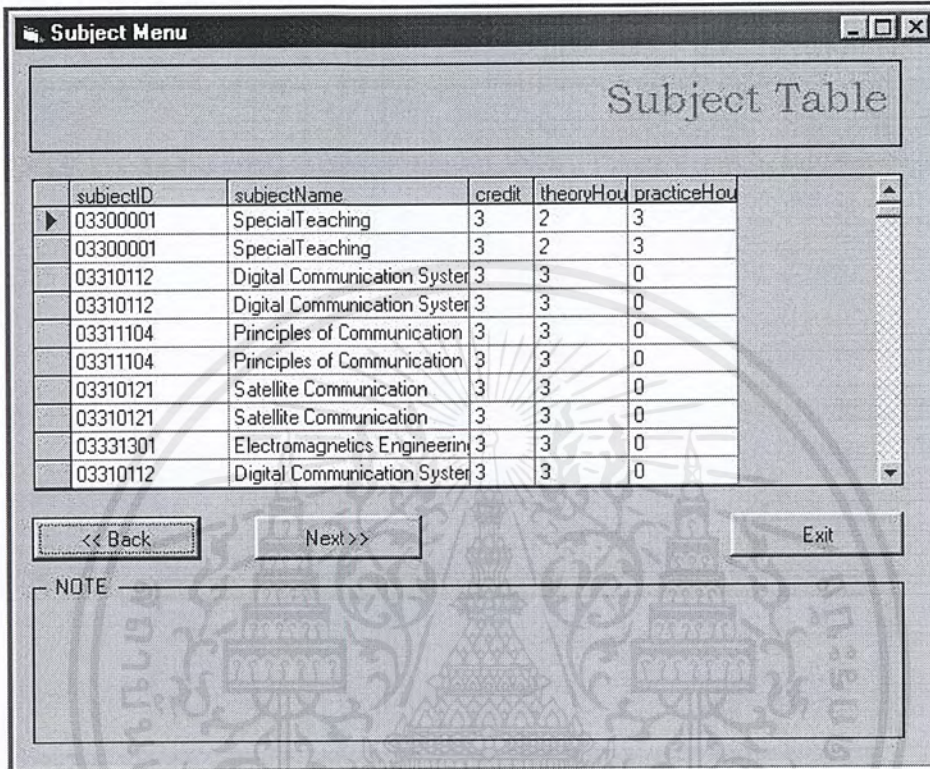 Subject Menu
Subject Table
subjectID subjectName credit theoryHou practiceHou
03300001 SpecialTeaching 3 2 3
03300001 SpecialTeaching 3 2 3
03310112 Digital Communication Syster 3 3 0
03310112 Digital Communication Syster 3 3 0
03311104 Principles of Communication 3 3 0
03311104 Principles of Communication 3 3 0
03310121 Satellite Communication 3 3 0
03310121 Satellite Communication 3 3 0
03331301 Electromagnetics Engineerin 3 3 0
03310112 Digital Communication Syster 3 3 0
<< Back Next>> Exit
NOTE